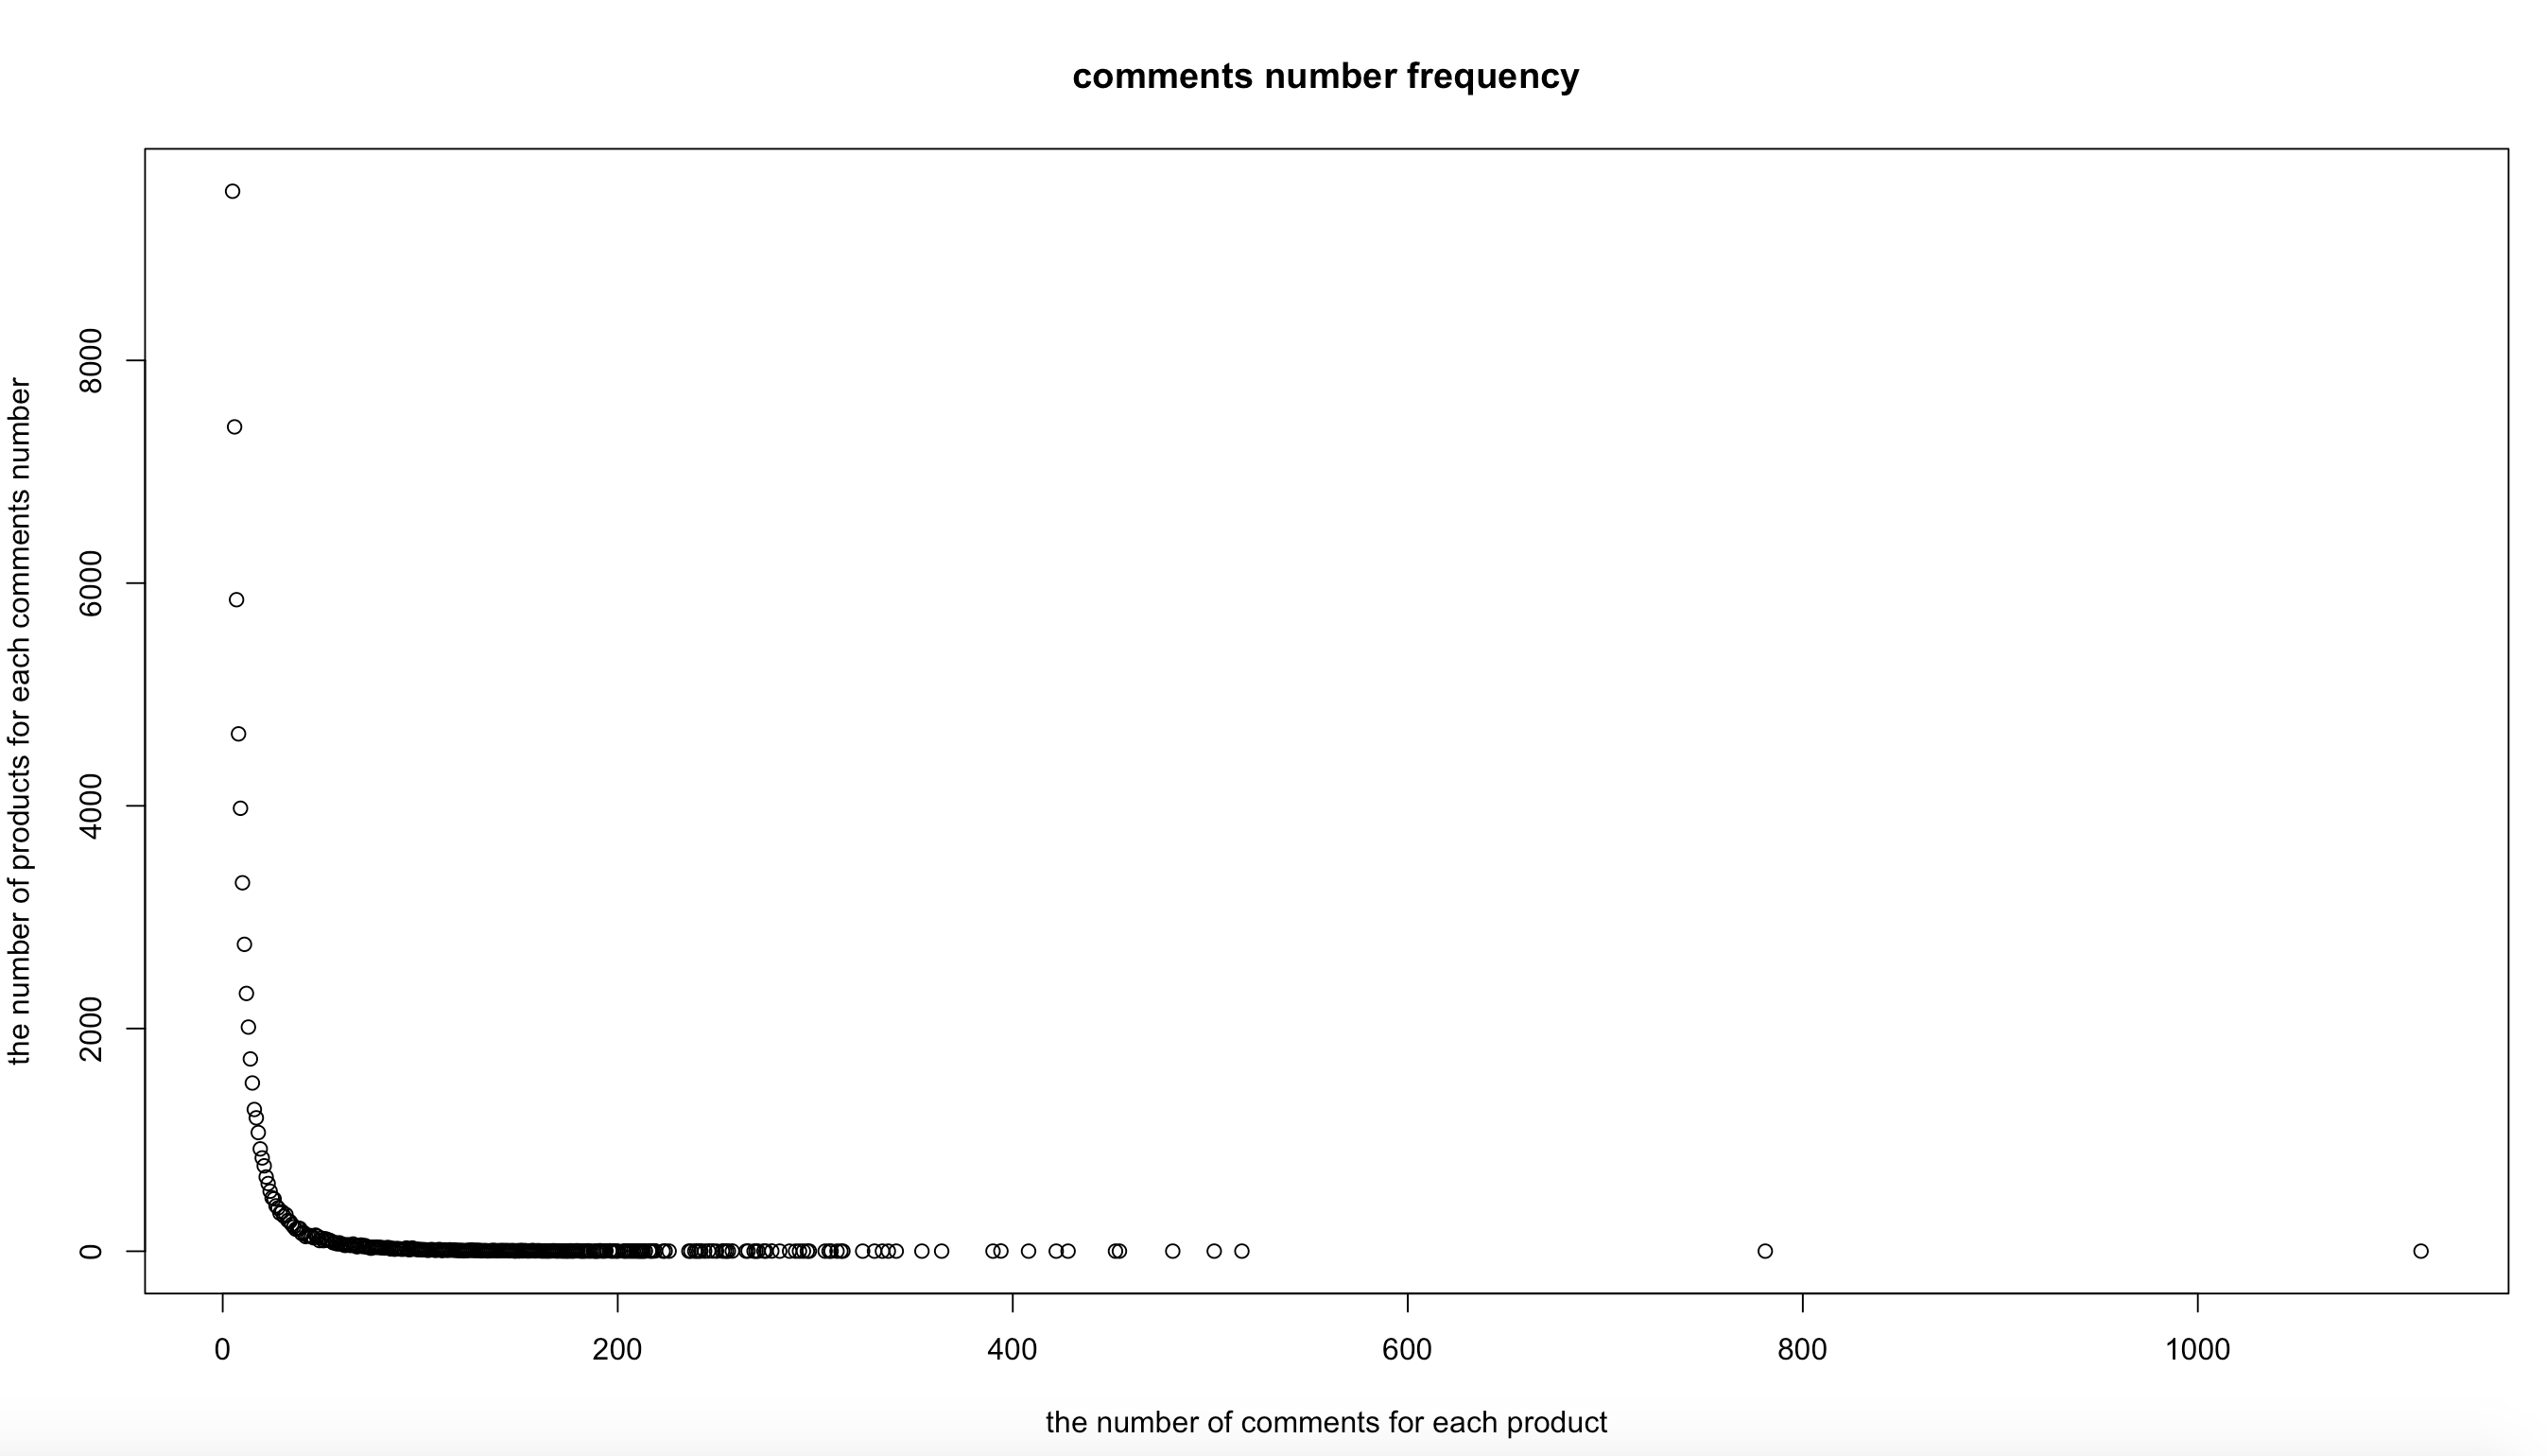 comments number frequency
the number of products for each comments number
8000
6000
4000
2000
0
0 200 400 600 800 1000
the number of comments for each product